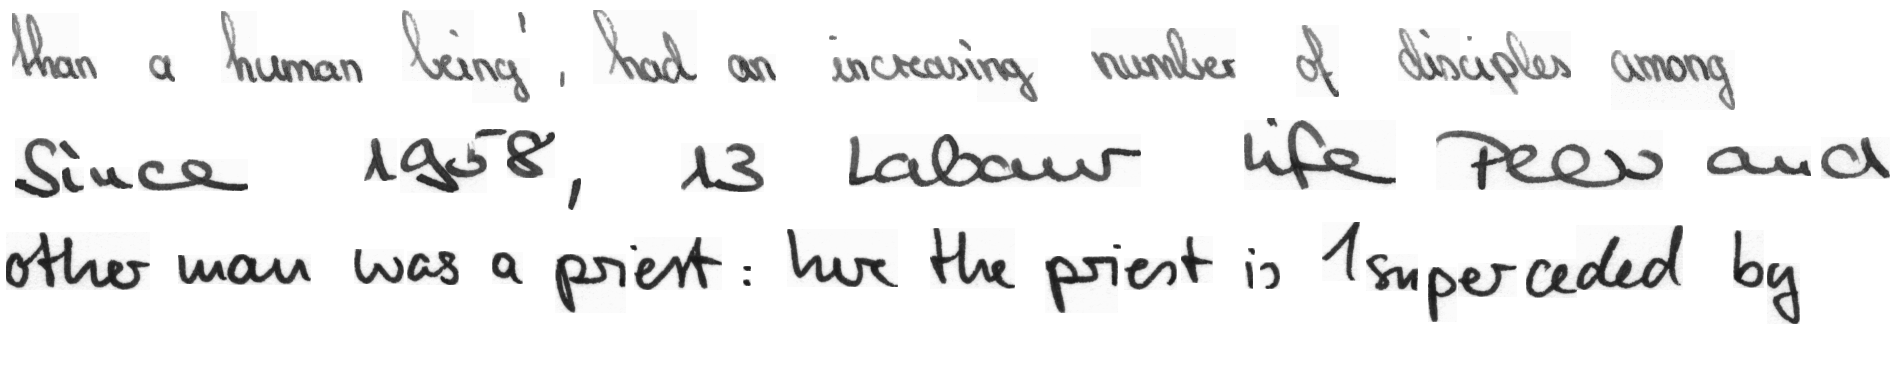 than a human being', had an increasing number of disciples among
Since 1958, 13 Labour life Peers and
other man was a priest : here the priest is 1superceded by